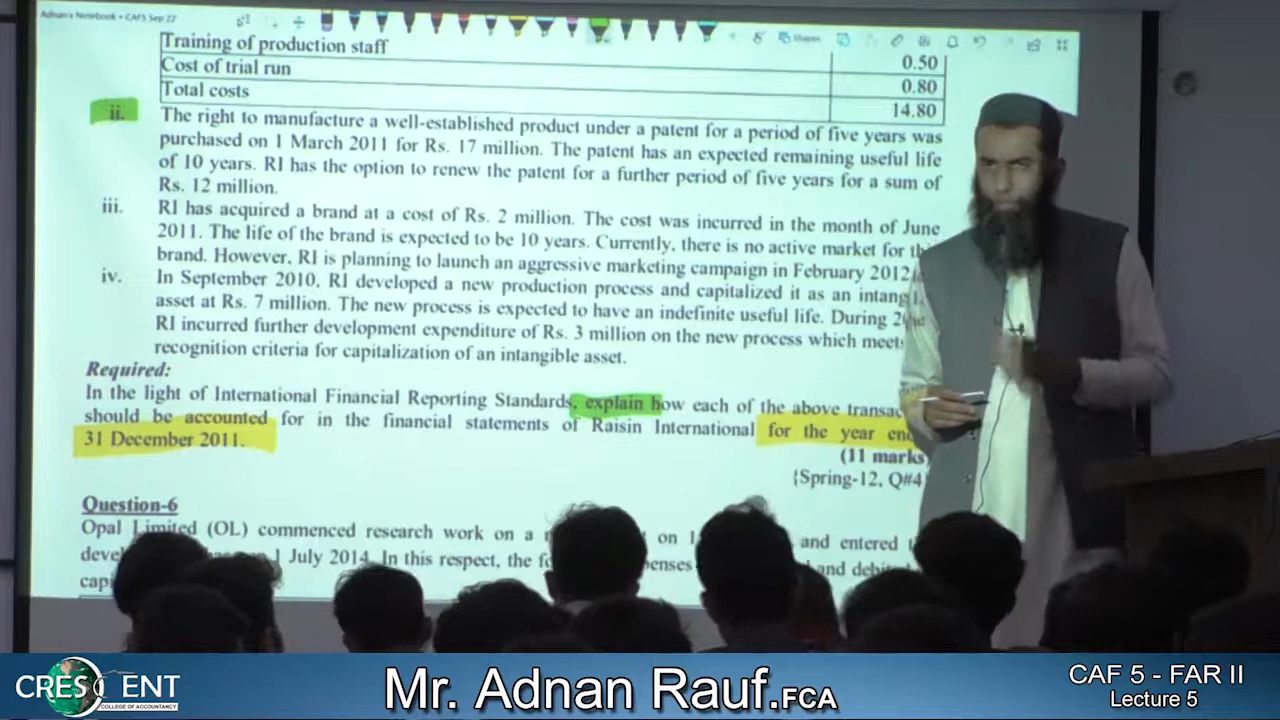 Adnan's Notebook • CAF5 Sep 22
Shapes
Training of production staff 0.50
Cost of trial run 0.80
Total costs 14.80
ii. The right to manufacture a well-established product under a patent for a period of five years was
purchased on 1 March 2011 for Rs. 17 million. The patent has an expected remaining useful life
of 10 years. RI has the option to renew the patent for a further period of five years for a sum of
Rs. 12 million.
iii. RI has acquired a brand at a cost of Rs. 2 million. The cost was incurred in the month of June
2011. The life of the brand is expected to be 10 years. Currently, there is no active market for
brand. However, RI is planning to launch an aggressive marketing campaign in February 2012
iv. In September 2010, RI developed a new production process and capitalized it as an
asset at Rs. 7 million. The new process is expected to have an indefinite useful life. During
RI incurred further development expenditure of Rs. 3 million on the new process which meet
recognition criteria for capitalization of an intangible asset.
Required:
In the light of International Financial Reporting Standards, explain how each of the above
should be accounted for in the financial statements of Raisin International for the year
31 December 2011.
(11 marks
{Spring-12, Q#4
Question-6
Opal Limited (OL) commenced research work on a on and entered
1 July 2014. In this respect, the and
CRESCENT
COLLEGE OF ACCOUNTANCY
Mr. Adnan Rauf.FCA
CAF 5 - FAR II
Lecture 5